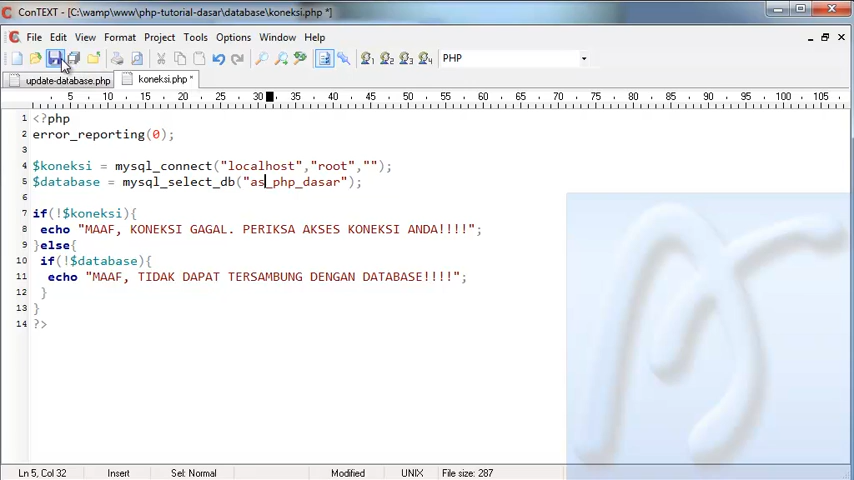 ConTEXT - [C:\wamp\www\php-tutorial-dasar\database\koneksi.php *]
File Edit View Format Project Tools Options Window Help
1 2 3 4 PHP
update-database.php koneksi.php *
5 10 15 20 25 30 35 40 45 50 55 60 65 70 75 80 85 90 95 100 105
1 <?php
2 error_reporting(0);
3
4 $koneksi = mysql_connect("localhost","root","");
5 $database = mysql_select_db("as_php_dasar");
6
7 if(!$koneksi){
8 echo "MAAF, KONEKSI GAGAL. PERIKSA AKSES KONEKSI ANDA!!!!";
9 }else{
10 if(!$database){
11 echo "MAAF, TIDAK DAPAT TERSAMBUNG DENGAN DATABASE!!!!";
12 }
13 }
14 ?>
Ln 5, Col 32 Insert Sel: Normal Modified UNIX File size: 287